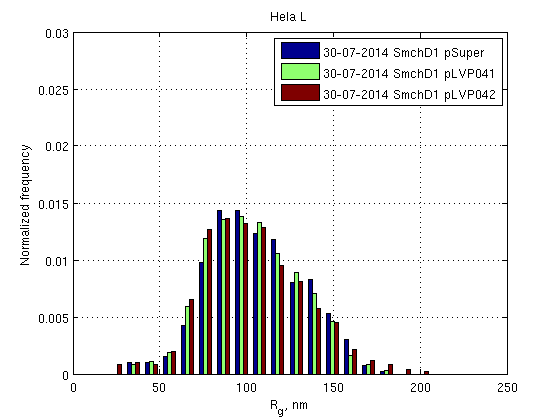 Hela L
0.03
0.025
0.02
0.015
0.01
0.005
0
Normalized frequency
30-07-2014 SmchD1 pSuper
30-07-2014 SmchD1 pLVP041
30-07-2014 SmchD1 pLVP042
0 50 100 150 200 250
Rg, nm